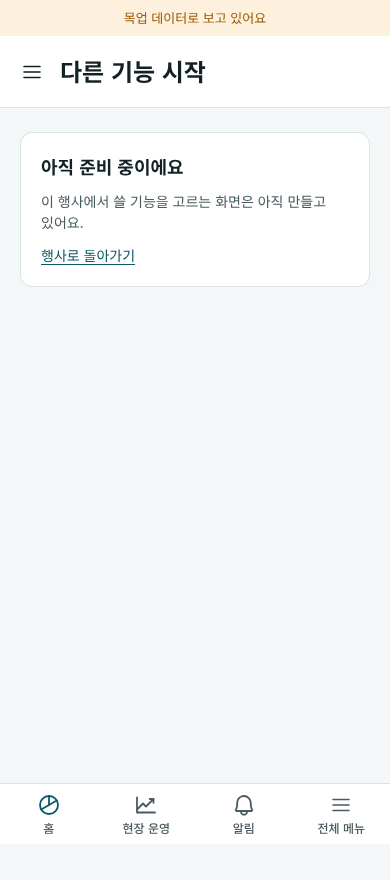 목업 데이터로 보고 있어요
다른 기능 시작
아직 준비 중이에요
이 행사에서 쓸 기능을 고르는 화면은 아직 만들고
있어요.
행사로 돌아가기
홈
현장 운영
알림
전체 메뉴